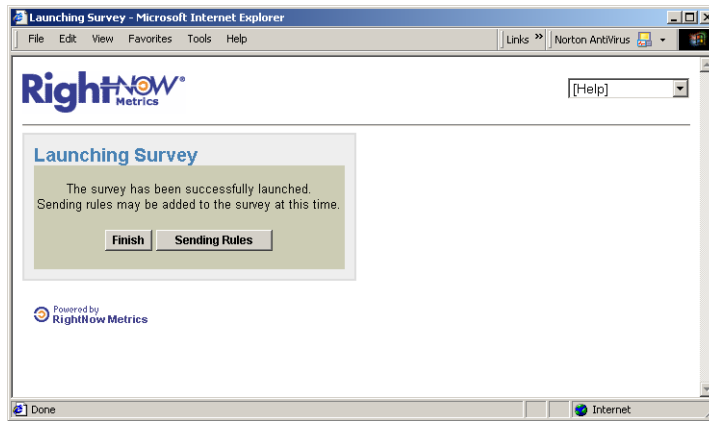 Launching Survey - Microsoft Internet Explorer
File Edit View Favorites Tools Help
Links » Norton AntiVirus
RightNOW®
Metrics
[Help]
Launching Survey
The survey has been successfully launched.
Sending rules may be added to the survey at this time.
Finish Sending Rules
Powered by
RightNow Metrics
Done
Internet